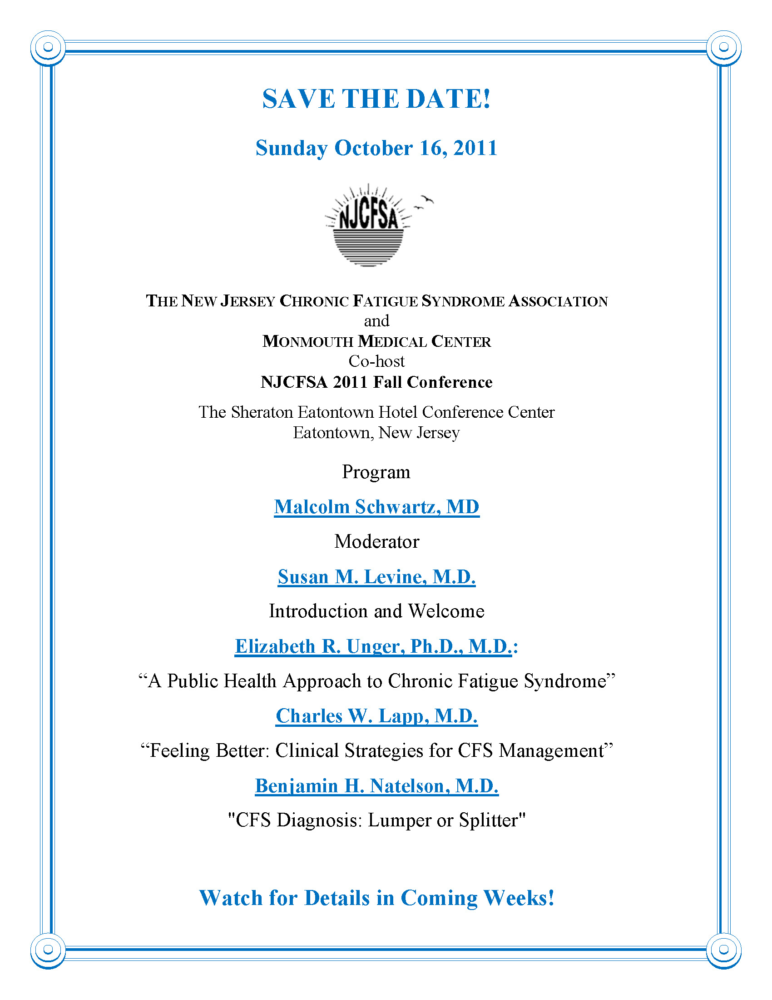 SAVE THE DATE!
Sunday October 16, 2011
NJCFSA
THE NEW JERSEY CHRONIC FATIGUE SYNDROME ASSOCIATION
and
MONMOUTH MEDICAL CENTER
Co-host
NJCFSA 2011 Fall Conference
The Sheraton Eatontown Hotel Conference Center
Eatontown, New Jersey
Program
Malcolm Schwartz, MD
Moderator
Susan M. Levine, M.D.
Introduction and Welcome
Elizabeth R. Unger, Ph.D., M.D.:
“A Public Health Approach to Chronic Fatigue Syndrome”
Charles W. Lapp, M.D.
“Feeling Better: Clinical Strategies for CFS Management”
Benjamin H. Natelson, M.D.
"CFS Diagnosis: Lumper or Splitter"
Watch for Details in Coming Weeks!